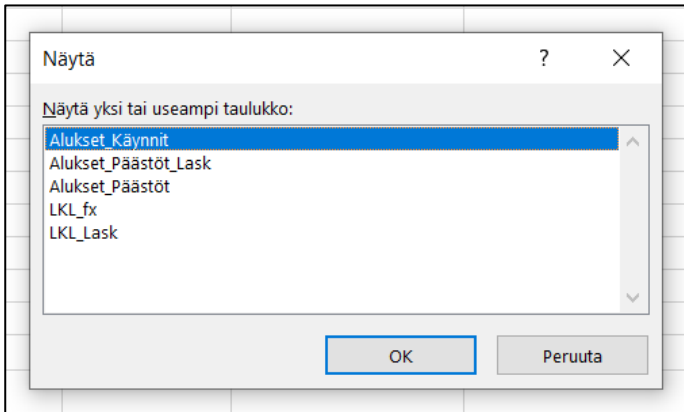 Näytä
?
Näytä yksi tai useampi taulukko:
Alukset_Käynnit
Alukset_Päästöt_Lask
Alukset_Päästöt
LKL_fx
LKL_Lask
OK
Peruuta